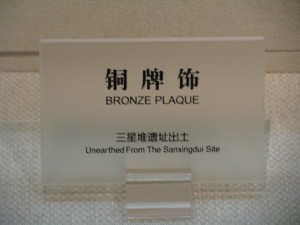 铜牌饰
BRONZE PLAQUE
三星堆遗址出土
Unearthed From The Sanxingdui Site